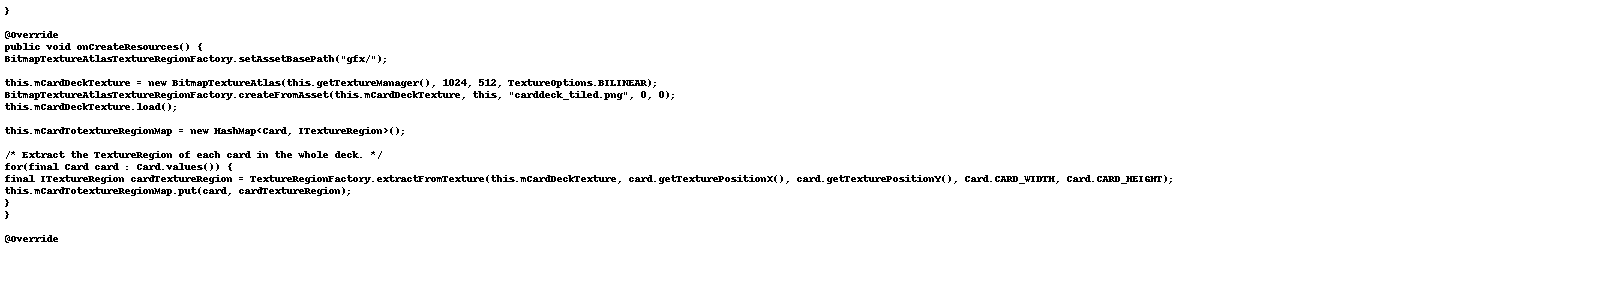 }
@Override
public void onCreateResources() {
BitmapTextureAtlasTextureRegionFactory.setAssetBasePath("gfx/");
this.mCardDeckTexture = new BitmapTextureAtlas(this.getTextureManager(), 1024, 512, TextureOptions.BILINEAR);
BitmapTextureAtlasTextureRegionFactory.createFromAsset(this.mCardDeckTexture, this, "carddeck_tiled.png", 0, 0);
this.mCardDeckTexture.load();
this.mCardTotextureRegionMap = new HashMap<Card, ITextureRegion>();
/* Extract the TextureRegion of each card in the whole deck. */
for(final Card card : Card.values()) {
final ITextureRegion cardTextureRegion = TextureRegionFactory.extractFromTexture(this.mCardDeckTexture, card.getTexturePositionX(), card.getTexturePositionY(), Card.CARD_WIDTH, Card.CARD_HEIGHT);
this.mCardTotextureRegionMap.put(card, cardTextureRegion);
}
}
@Override